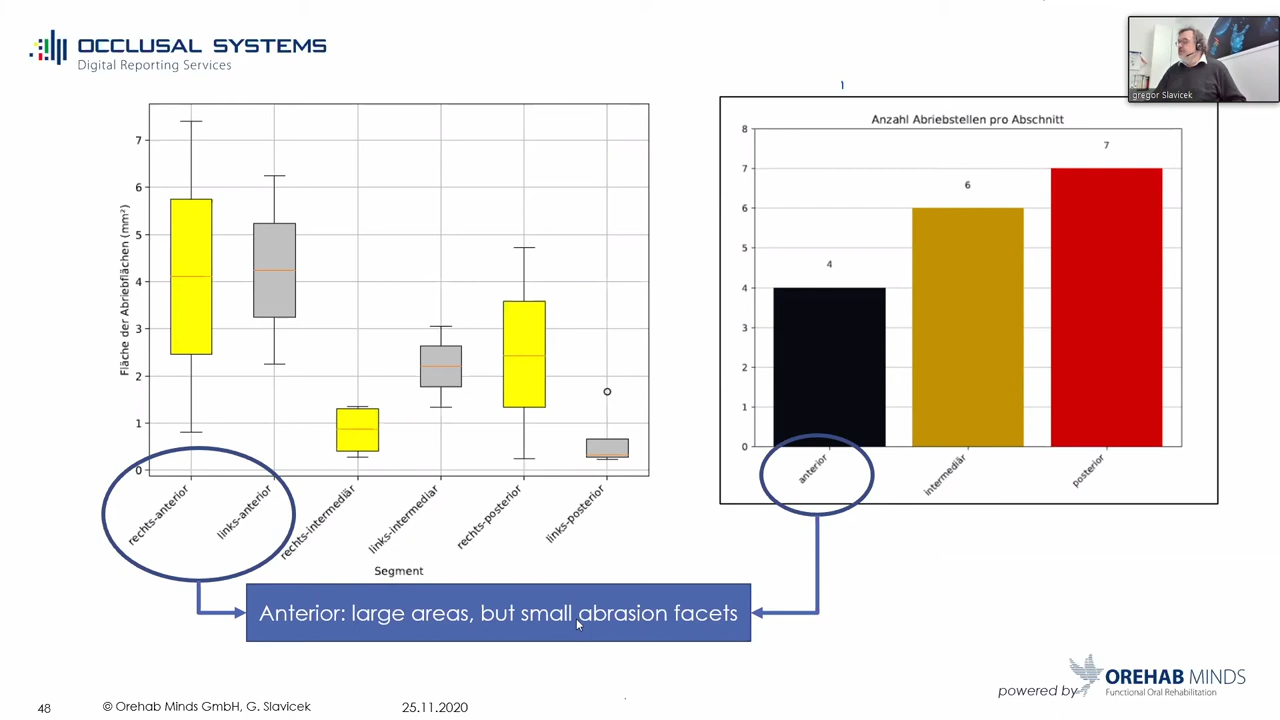 OCCLUSAL SYSTEMS
Digital Reporting Services
gregor Slavicek
7
6
5
4
3
2
1
0
Fläche der Abriebflächen (mm²)
rechts-anterior
links-anterior
rechts-intermediär
links-intermediär
rechts-posterior
links-posterior
Segment
Anzahl Abriebstellen pro Abschnitt
8
7
6
5
4
3
2
1
0
4
6
7
anterior
intermediär
posterior
Anterior: large areas, but small abrasion facets
48
© Orehab Minds GmbH, G. Slavicek
25.11.2020
powered by
OREHAB MINDS
Functional Oral Rehabilitation